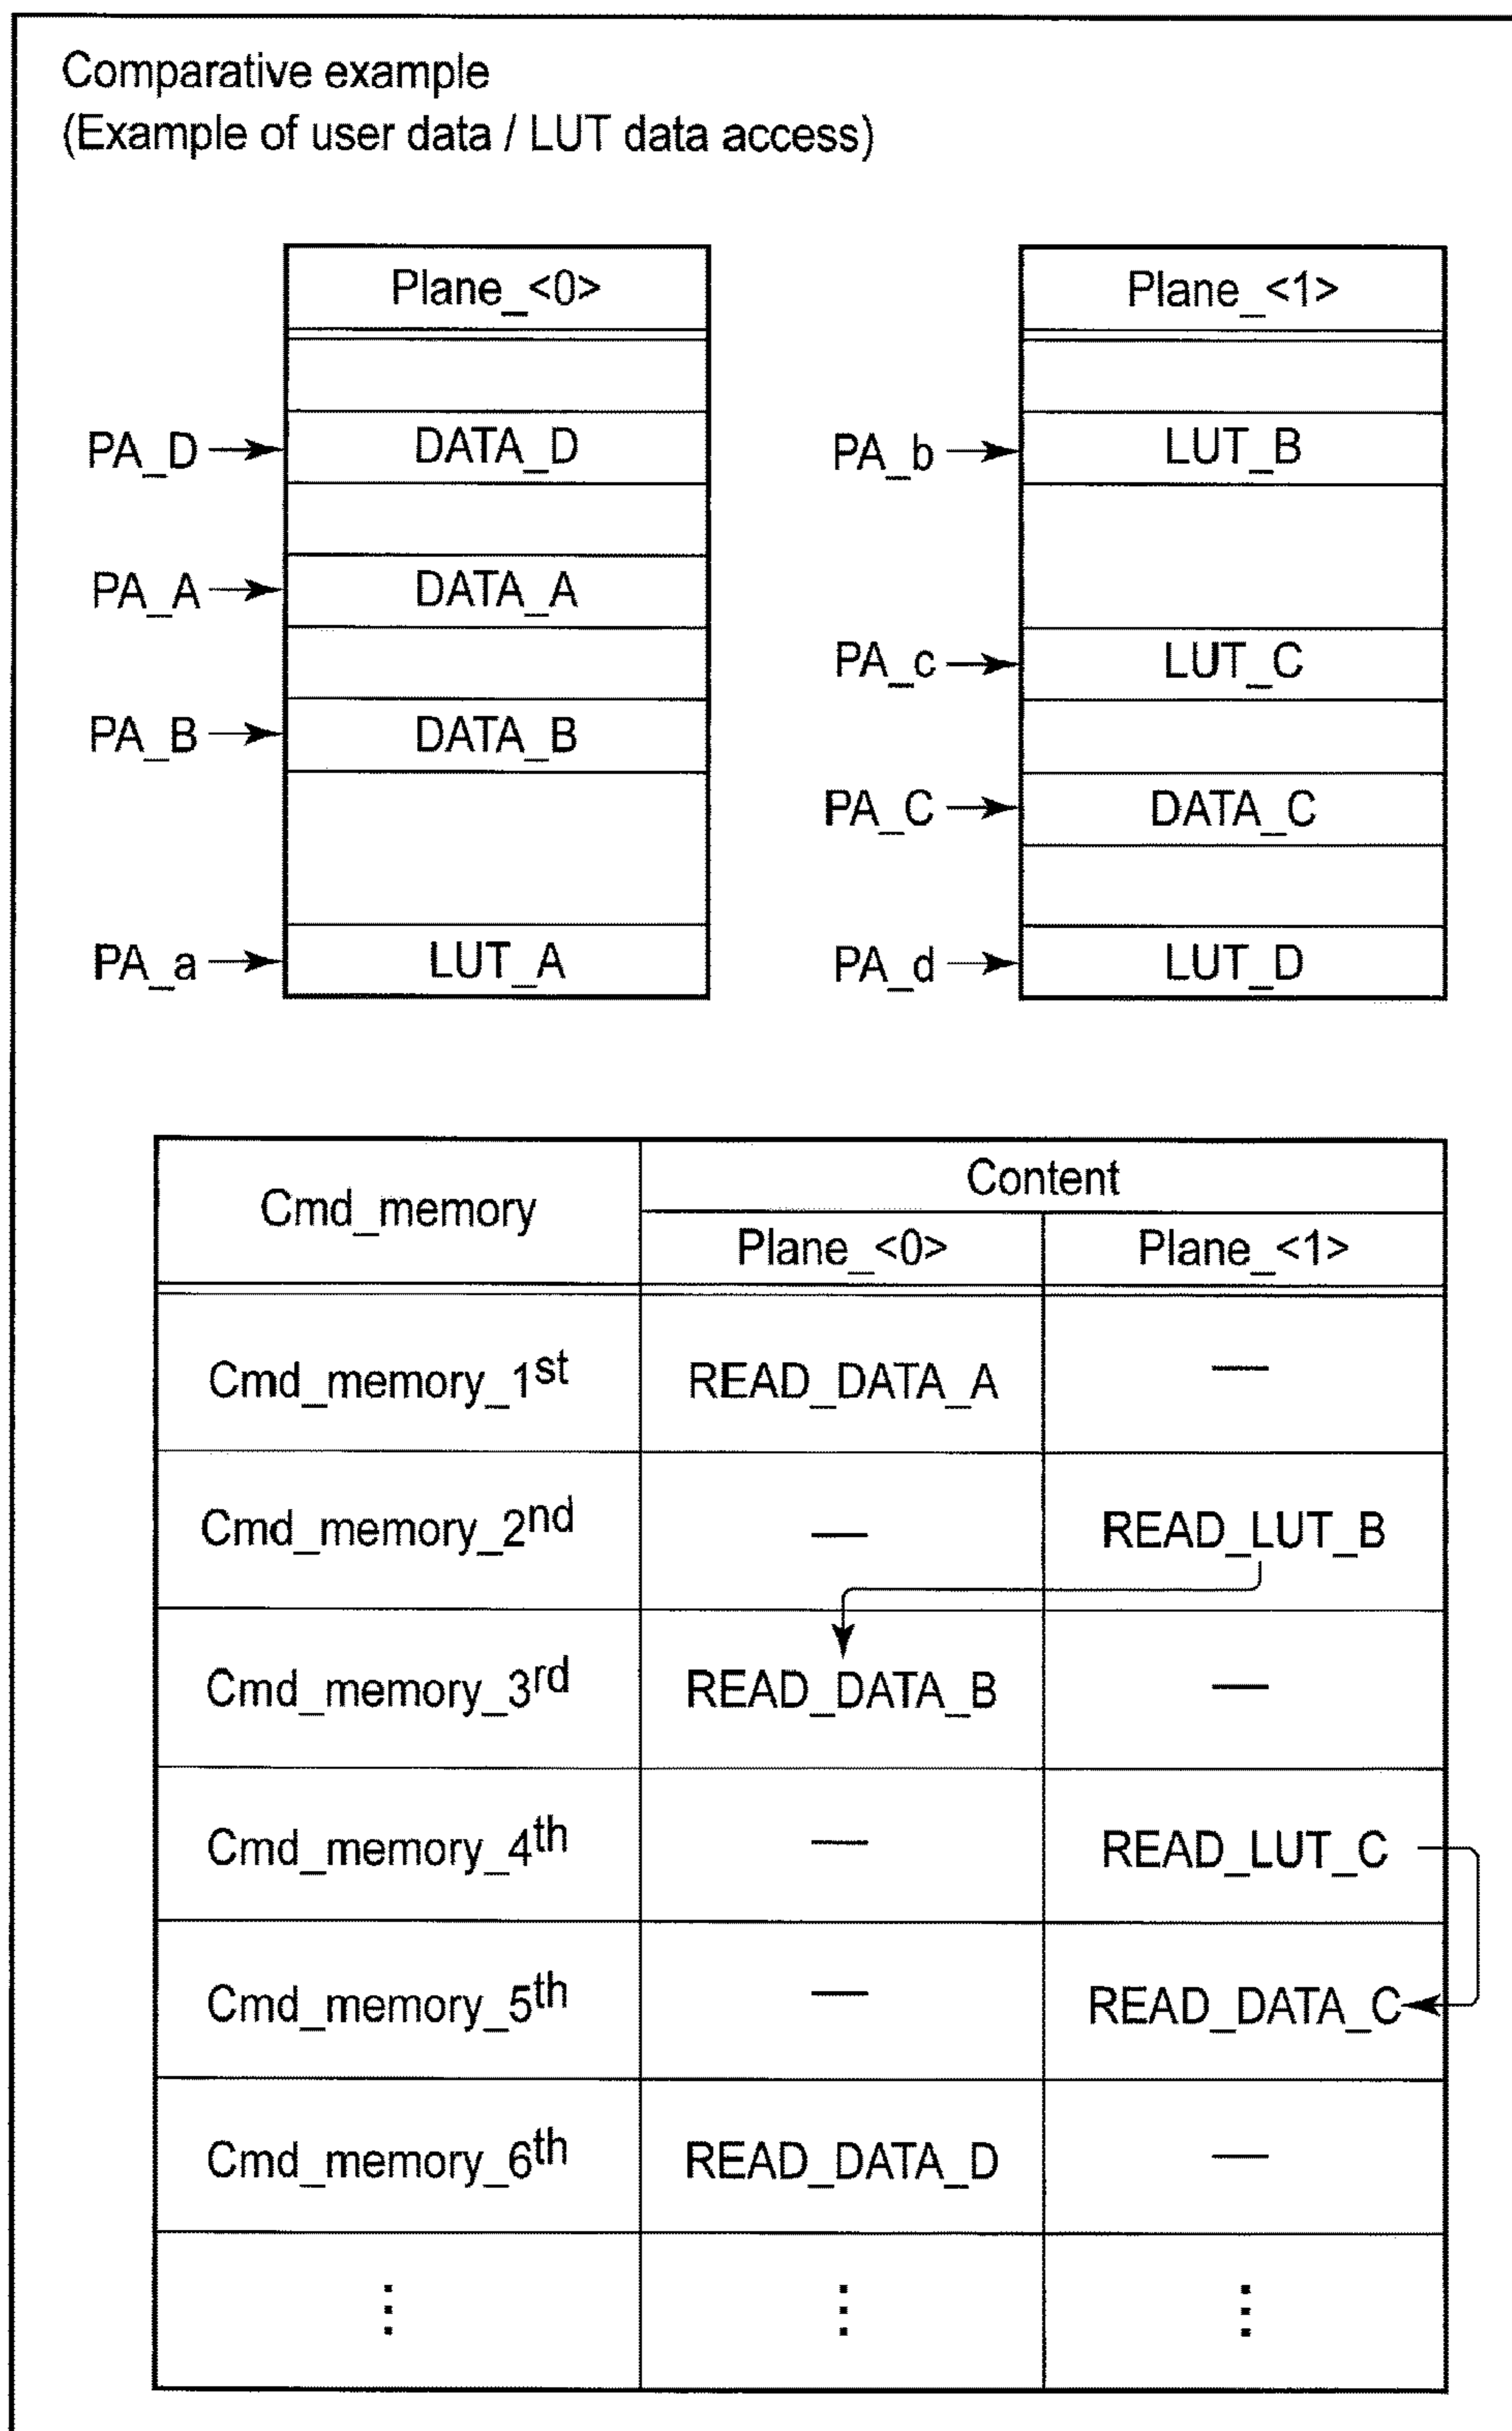 Comparative example
(Example of user data / LUT data access)
Plane_<0> Plane_<1>
PA_D DATA_D PA_b LUT_B
PA_A DATA_A
PA_c LUT_C
PA_B DATA_B
PA_C DATA_C
PA_a LUT_A PA_d LUT_D
Cmd_memory Content
Plane_<0> Plane_<1>
Cmd_memory_1st READ_DATA_A —
Cmd_memory_2nd — READ_LUT_B
Cmd_memory_3rd READ_DATA_B —
Cmd_memory_4th — READ_LUT_C
Cmd_memory_5th — READ_DATA_C
Cmd_memory_6th READ_DATA_D —
⋮ ⋮ ⋮